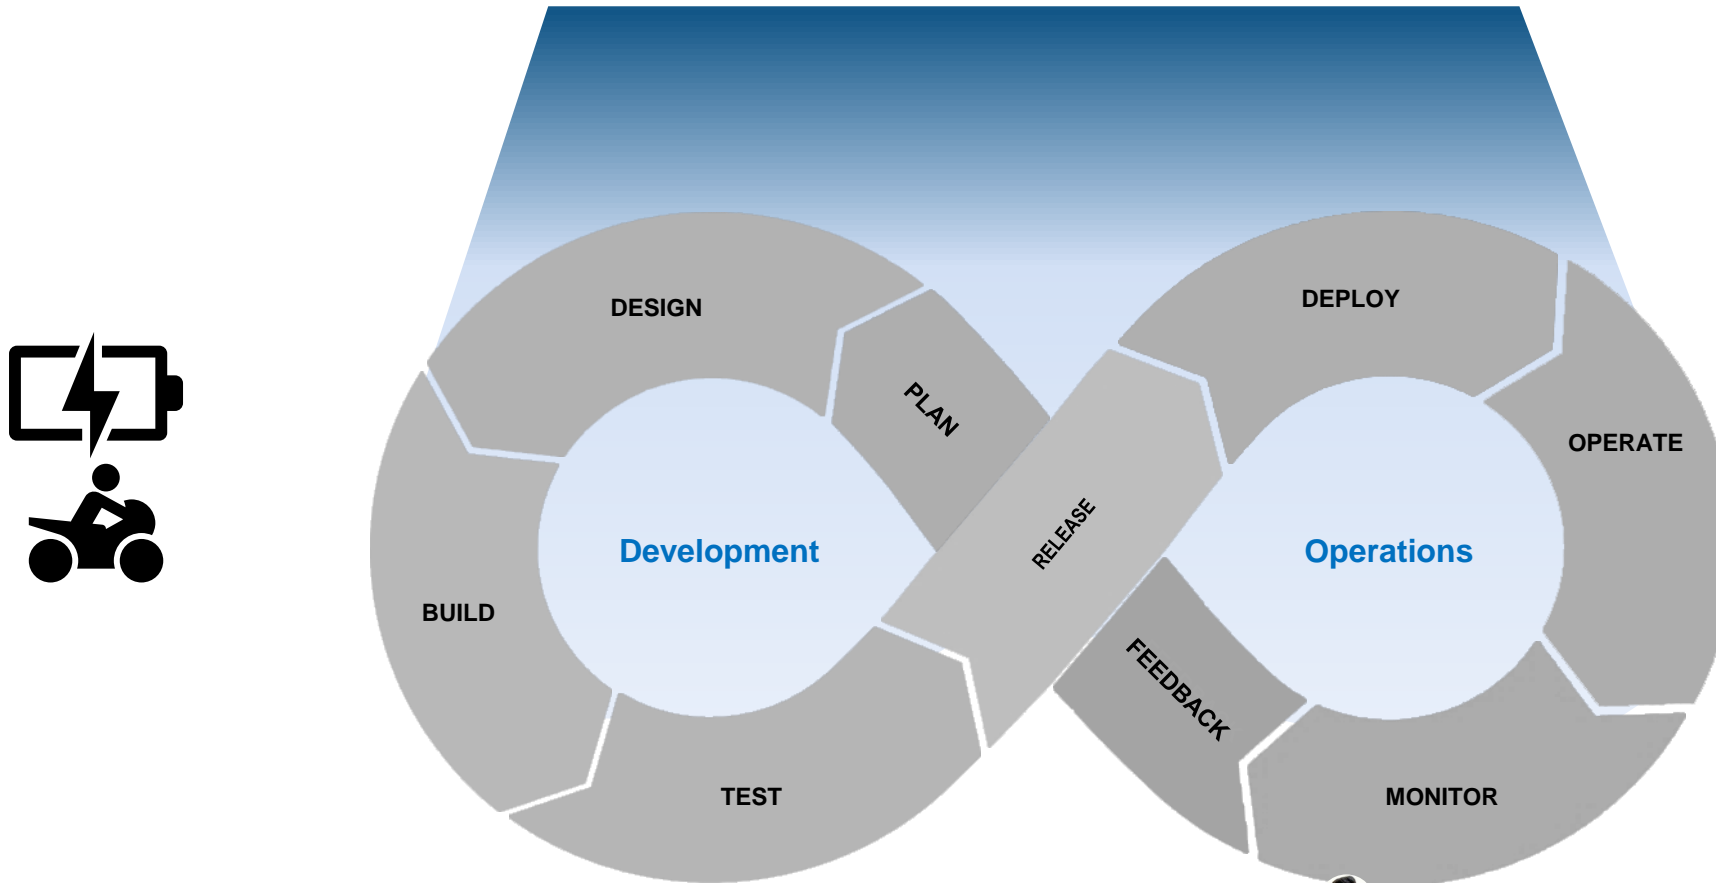 DESIGN
DEPLOY
PLAN
OPERATE
RELEASE
Development
Operations
BUILD
FEEDBACK
TEST
MONITOR